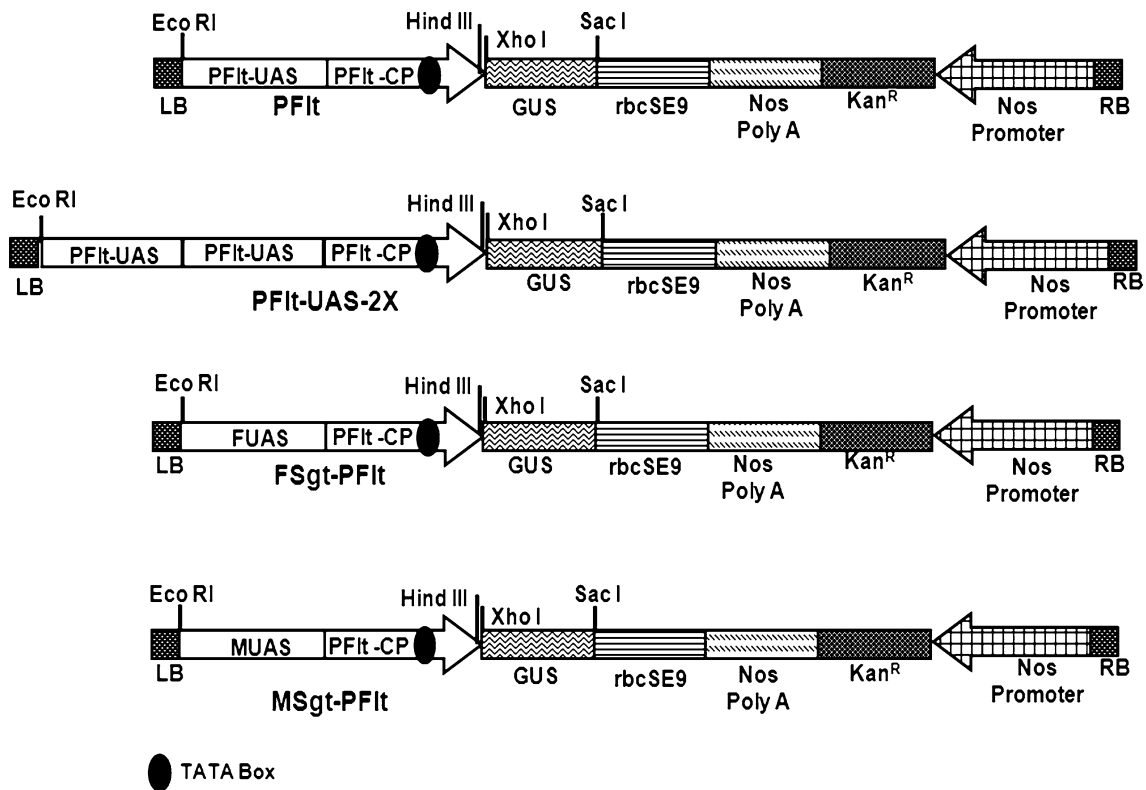 Eco RI
Hind III
Xho I
Sac I
PFlt-UAS
PFlt -CP
LB
PFlt
GUS
rbcSE9
Nos
Poly A
Kanᴿ
Nos
Promoter
RB
Eco RI
Hind III
Xho I
Sac I
PFlt-UAS
PFlt-UAS
PFlt -CP
LB
PFlt-UAS-2X
GUS
rbcSE9
Nos
Poly A
Kanᴿ
Nos
Promoter
RB
Eco RI
Hind III
Xho I
Sac I
FUAS
PFlt -CP
LB
FSgt-PFlt
GUS
rbcSE9
Nos
Poly A
Kanᴿ
Nos
Promoter
RB
Eco RI
Hind III
Xho I
Sac I
MUAS
PFlt -CP
LB
MSgt-PFlt
GUS
rbcSE9
Nos
Poly A
Kanᴿ
Nos
Promoter
RB
TATA Box